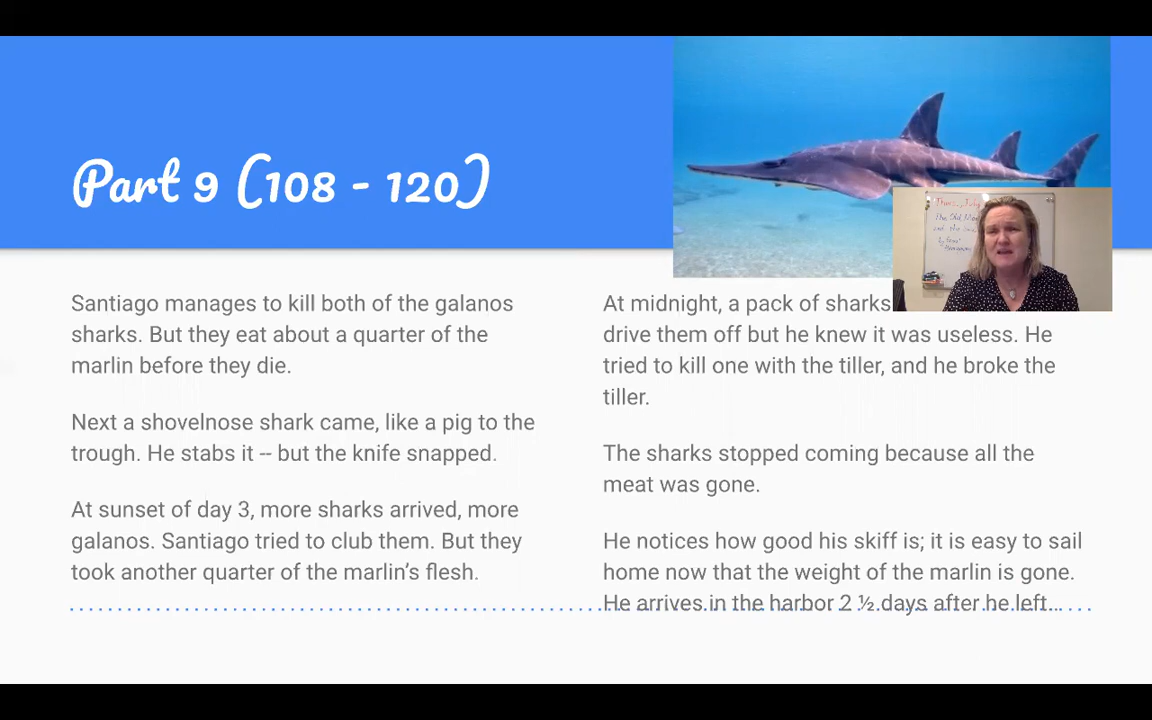 Part 9 (108 - 120)
Santiago manages to kill both of the galanos
sharks. But they eat about a quarter of the
marlin before they die.
Next a shovelnose shark came, like a pig to the
trough. He stabs it -- but the knife snapped.
At sunset of day 3, more sharks arrived, more
galanos. Santiago tried to club them. But they
took another quarter of the marlin’s flesh.
At midnight, a pack of sharks
drive them off but he knew it was useless. He
tried to kill one with the tiller, and he broke the
tiller.
The sharks stopped coming because all the
meat was gone.
He notices how good his skiff is; it is easy to sail
home now that the weight of the marlin is gone.
He arrives in the harbor 2 ½ days after he left...
The Old